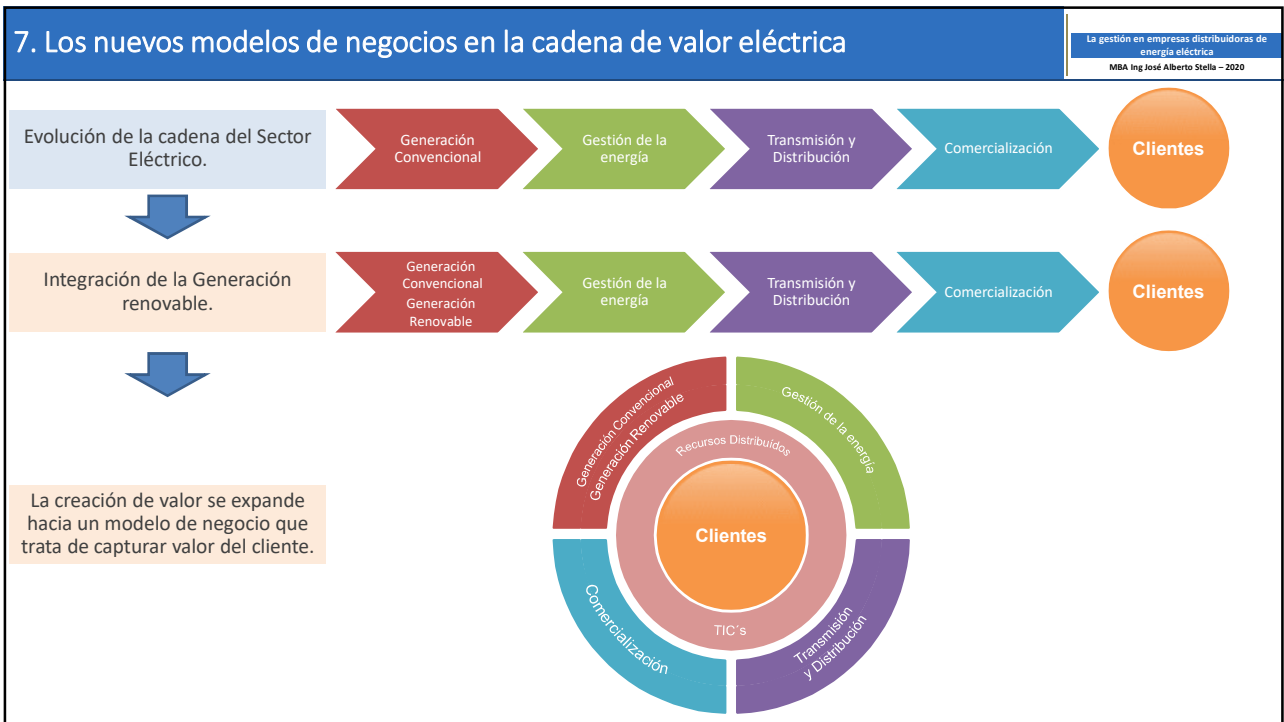 7. Los nuevos modelos de negocios en la cadena de valor eléctrica
La gestión en empresas distribuidoras de
energía eléctrica
MBA Ing José Alberto Stella – 2020
Evolución de la cadena del Sector
Eléctrico.
Generación
Convencional
Gestión de la
energía
Transmisión y
Distribución
Comercialización
Clientes
Integración de la Generación
renovable.
Generación
Convencional
Generación
Renovable
Gestión de la
energía
Transmisión y
Distribución
Comercialización
Clientes
La creación de valor se expande
hacia un modelo de negocio que
trata de capturar valor del cliente.
Generación Convencional
Generación Renovable
Gestión de la energía
Recursos Distribuídos
Clientes
TIC´s
Comercialización
Transmisión
y Distribución